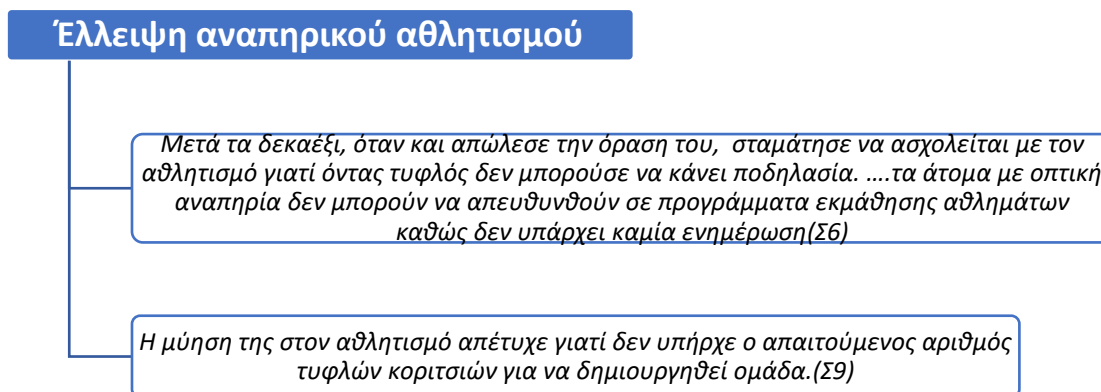 Έλλειψη αναπηρικού αθλητισμού
Μετά τα δεκαέξι, όταν και απώλεσε την όραση του, σταμάτησε να ασχολείται με τον
αθλητισμό γιατί όντας τυφλός δεν μπορούσε να κάνει ποδηλασία. ....τα άτομα με οπτική
αναπηρία δεν μπορούν να απευθυνθούν σε προγράμματα εκμάθησης αθλημάτων
καθώς δεν υπάρχει καμία ενημέρωση(Σ6)
Η μύηση της στον αθλητισμό απέτυχε γιατί δεν υπήρχε ο απαιτούμενος αριθμός
τυφλών κοριτσιών για να δημιουργηθεί ομάδα.(Σ9)